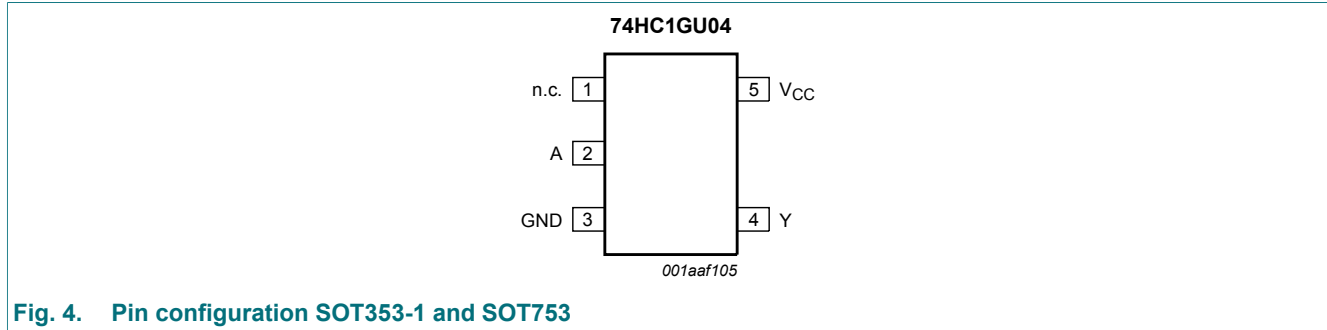 74HC1GU04
n.c. 1
5 VCC
A 2
GND 3
4 Y
001aaf105
Fig. 4. Pin configuration SOT353-1 and SOT753